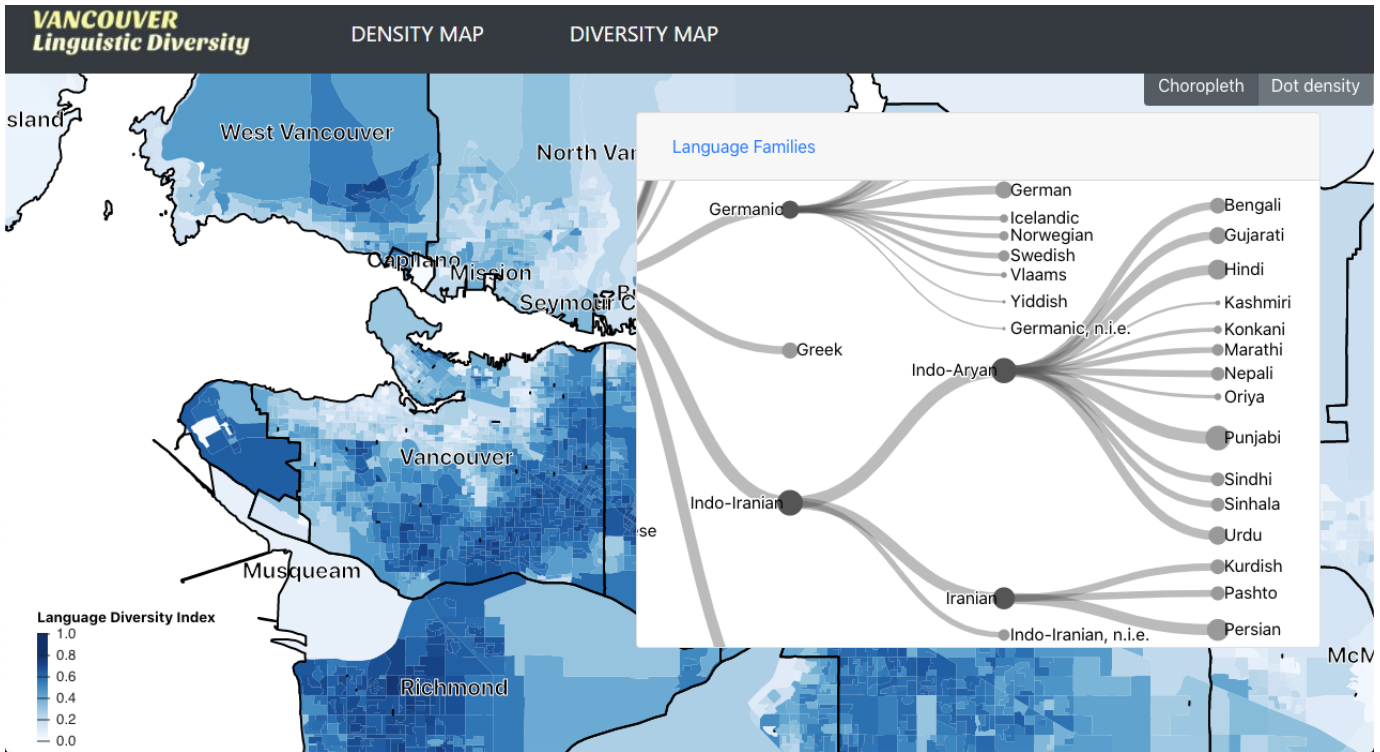 VANCOUVER
Linguistic Diversity
DENSITY MAP
DIVERSITY MAP
Choropleth
Dot density
sland
West Vancouver
North Van
Capilano
Mission
Seymour C
Vancouver
Musqueam
Richmond
McM
Language Families
Germanic
German
Icelandic
Norwegian
Swedish
Vlaams
Yiddish
Germanic, n.i.e.
Greek
Indo-Aryan
Bengali
Gujarati
Hindi
Kashmiri
Konkani
Marathi
Nepali
Oriya
Punjabi
Sindhi
Sinhala
Urdu
Indo-Iranian
ese
Iranian
Kurdish
Pashto
Persian
Indo-Iranian, n.i.e.
Language Diversity Index
1.0
0.8
0.6
0.4
0.2
0.0